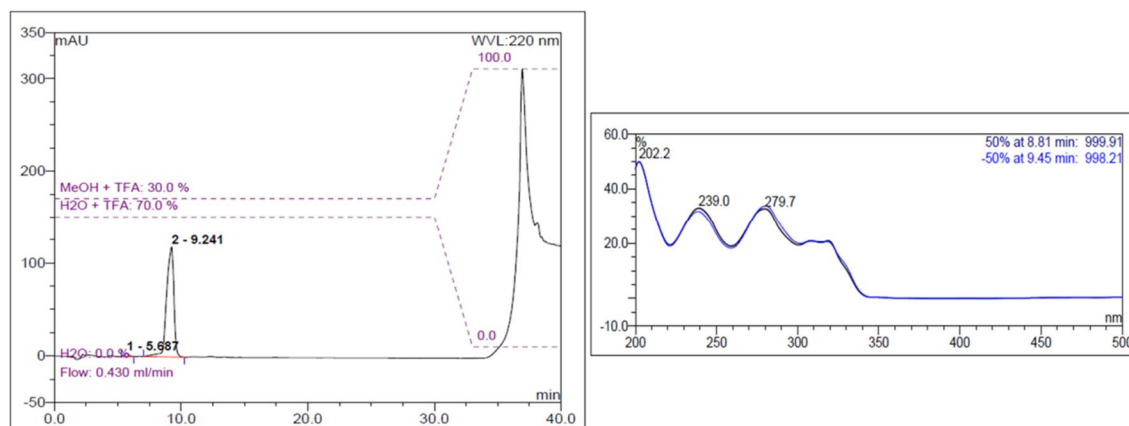 350
mAU
WVL:220 nm
100.0
300
200
MeOH + TFA: 30.0 %
H2O + TFA: 70.0 %
2 - 9.241
100
1 - 5.687
0.0
0
H2O: 0.0 %
Flow: 0.430 ml/min
min
-50
0.0 10.0 20.0 30.0 40.0
60.0
%
50% at 8.81 min: 999.91
-50% at 9.45 min: 998.21
202.2
40.0
239.0
279.7
20.0
nm
-10.0
200 250 300 350 400 450 500